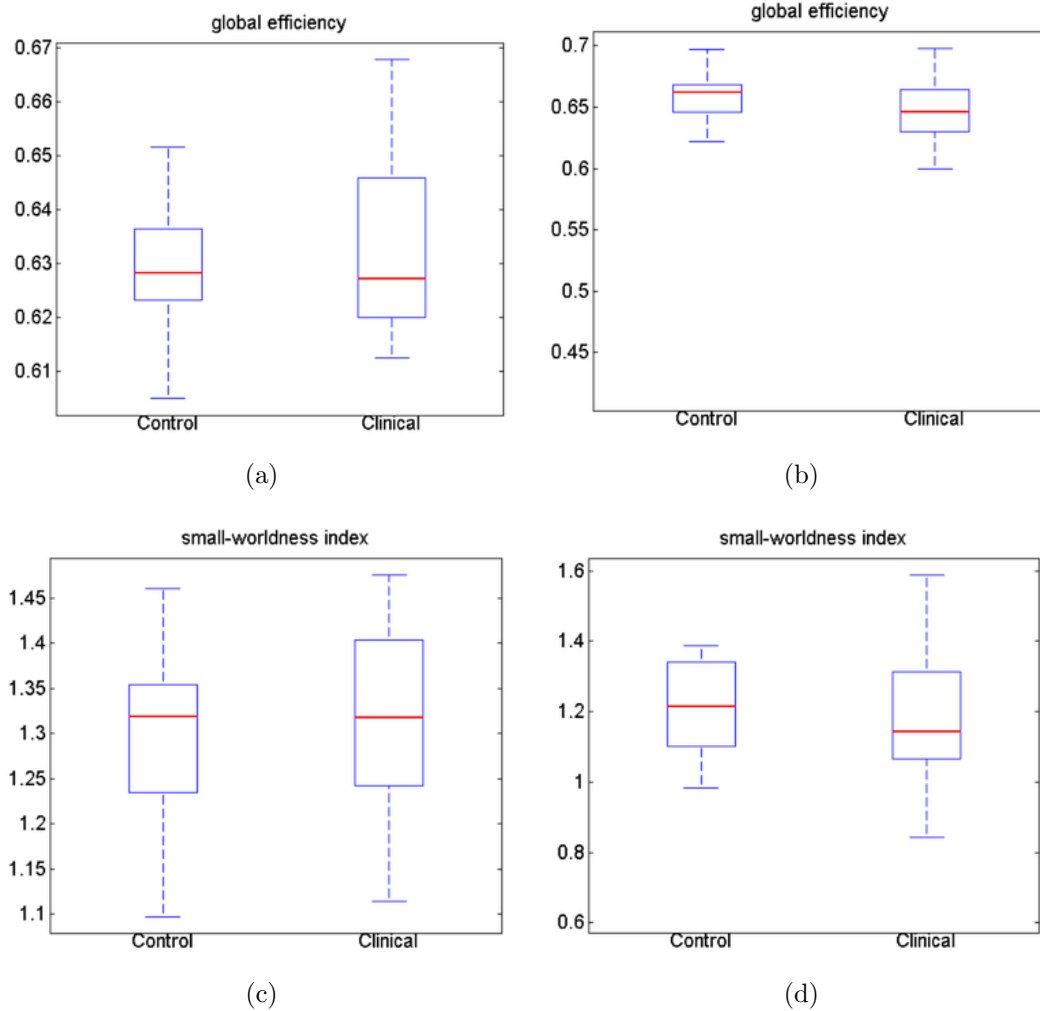 global efficiency
0.67
0.66
0.65
0.64
0.63
0.62
0.61
Control Clinical
(a)
global efficiency
0.7
0.65
0.6
0.55
0.5
0.45
Control Clinical
(b)
small-worldness index
1.45
1.4
1.35
1.3
1.25
1.2
1.15
1.1
Control Clinical
(c)
small-worldness index
1.6
1.4
1.2
1
0.8
0.6
Control Clinical
(d)